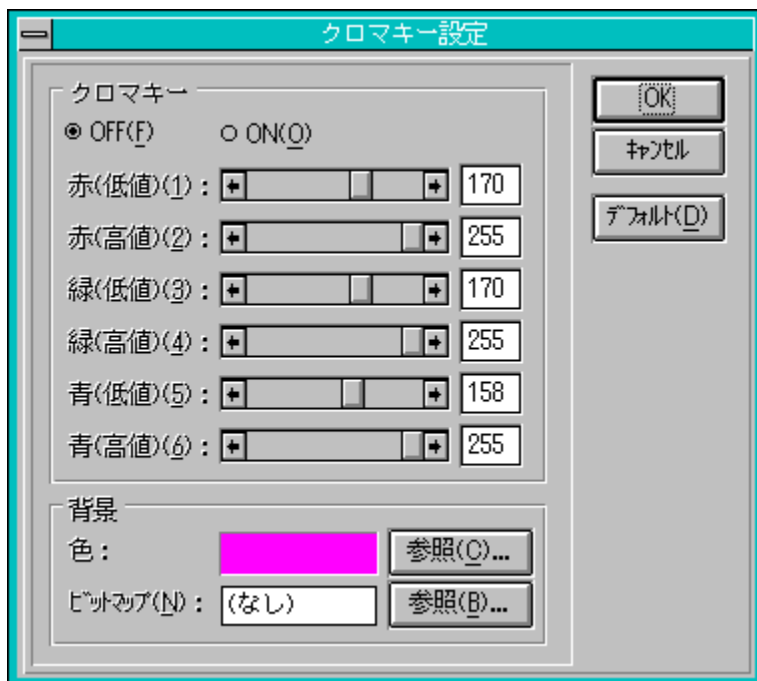 クロマキー設定
クロマキー
OFF(F) ON(O)
赤(低値)(1)： 170
赤(高値)(2)： 255
緑(低値)(3)： 170
緑(高値)(4)： 255
青(低値)(5)： 158
青(高値)(6)： 255
背景
色： 参照(C)...
ﾋﾞｯﾄﾏｯﾌﾟ(N)： (なし) 参照(B)...
OK
ｷｬﾝｾﾙ
ﾃﾞﾌｫﾙﾄ(D)